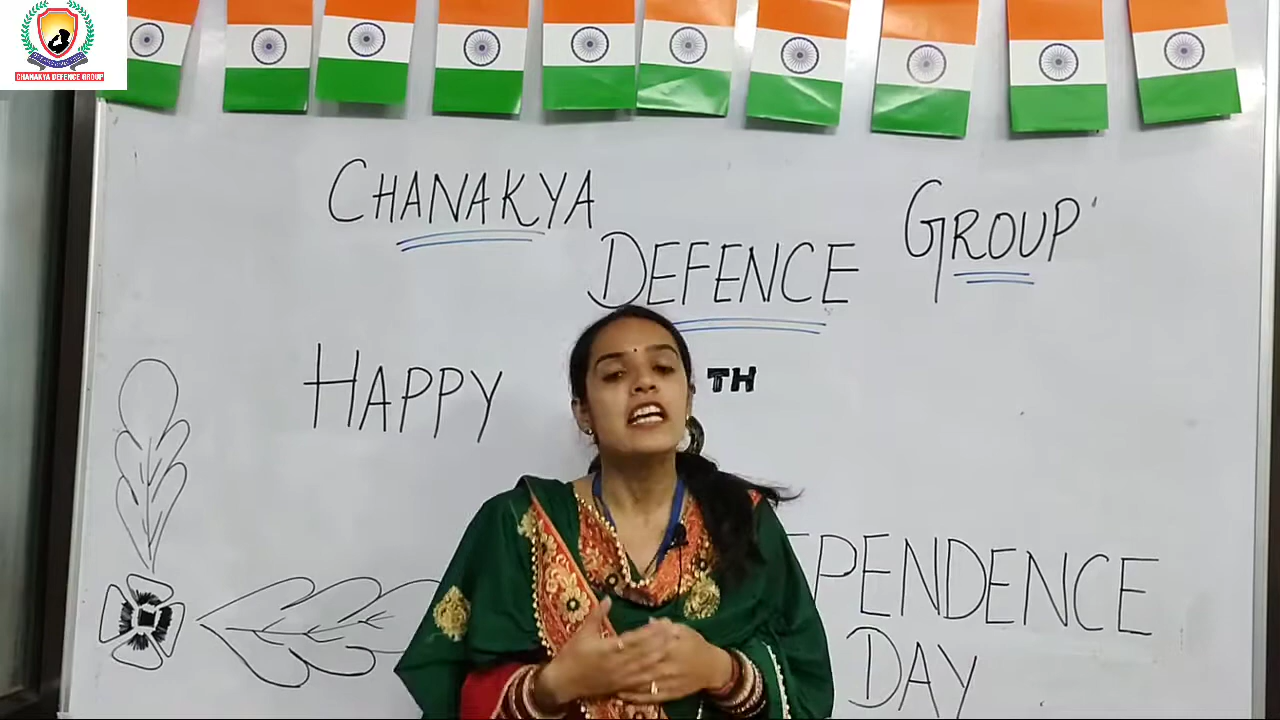 CHANAKYA DEFENCE GROUP
CHANAKYA
DEFENCE
GROUP
HAPPY
TH
PENDENCE
DAY